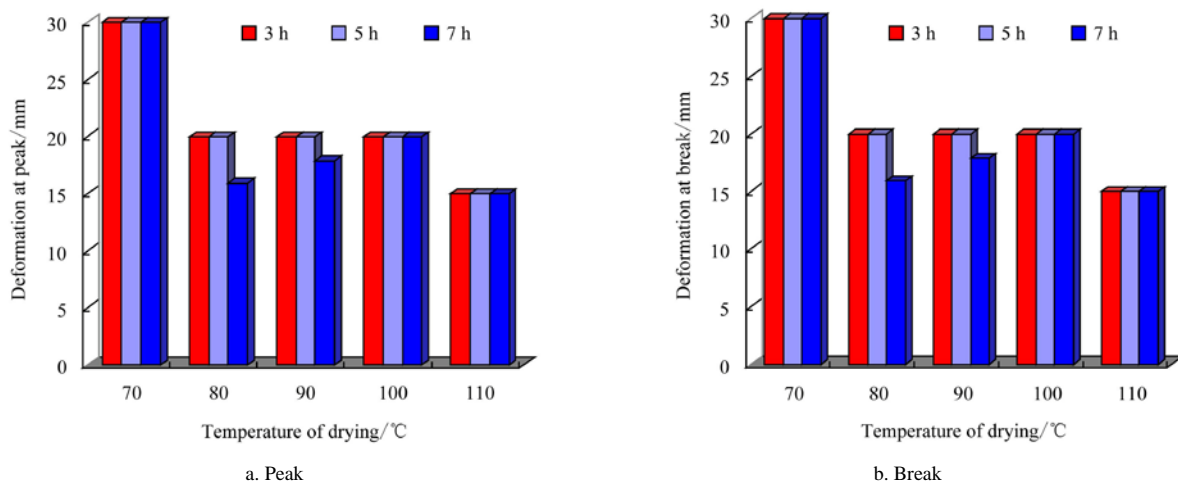 30
25
20
15
10
5
0
Deformation at peak/mm
3 h 5 h 7 h
70 80 90 100 110
Temperature of drying/℃
a. Peak
30
25
20
15
10
5
0
Deformation at break/mm
3 h 5 h 7 h
70 80 90 100 110
Temperature of drying/℃
b. Break